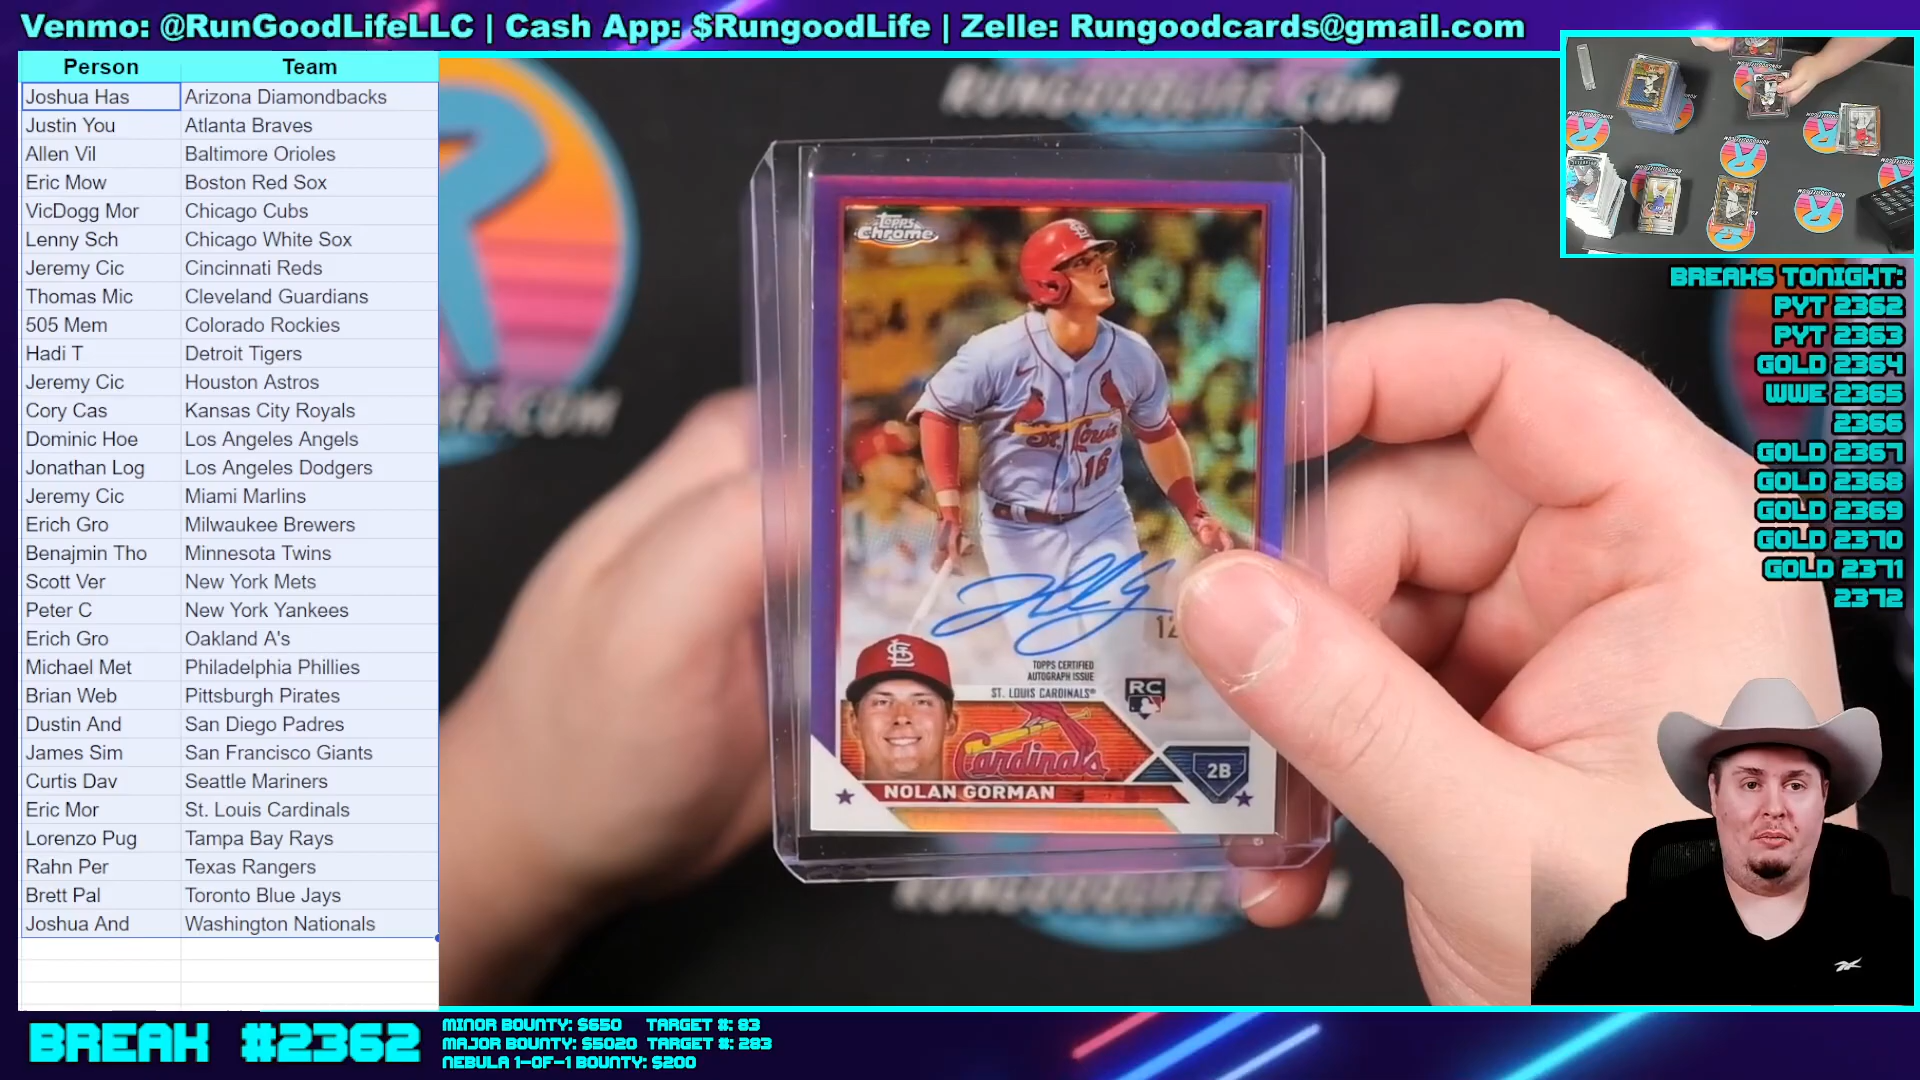 Venmo: @RunGoodLifeLLC | Cash App: $RungoodLife | Zelle: Rungoodcards@gmail.com
Person Team
Joshua Has Arizona Diamondbacks
Justin You Atlanta Braves
Allen Vil Baltimore Orioles
Eric Mow Boston Red Sox
VicDogg Mor Chicago Cubs
Lenny Sch Chicago White Sox
Jeremy Cic Cincinnati Reds
Thomas Mic Cleveland Guardians
505 Mem Colorado Rockies
Hadi T Detroit Tigers
Jeremy Cic Houston Astros
Cory Cas Kansas City Royals
Dominic Hoe Los Angeles Angels
Jonathan Log Los Angeles Dodgers
Jeremy Cic Miami Marlins
Erich Gro Milwaukee Brewers
Benajmin Tho Minnesota Twins
Scott Ver New York Mets
Peter C New York Yankees
Erich Gro Oakland A's
Michael Met Philadelphia Phillies
Brian Web Pittsburgh Pirates
Dustin And San Diego Padres
James Sim San Francisco Giants
Curtis Dav Seattle Mariners
Eric Mor St. Louis Cardinals
Lorenzo Pug Tampa Bay Rays
Rahn Per Texas Rangers
Brett Pal Toronto Blue Jays
Joshua And Washington Nationals
RUNGOODLIFE.COM
LIFE.COM
Topps
Chrome
St. Louis
16
12
TOPPS CERTIFIED
AUTOGRAPH ISSUE
ST. LOUIS CARDINALS®
RC
Cardinals
2B
NOLAN GORMAN
RUNGOODLIFE.COM
BREAKS TONIGHT:
PYT 2362
PYT 2363
GOLD 2364
WWE 2365
2366
GOLD 2367
GOLD 2368
GOLD 2369
GOLD 2370
GOLD 2371
2372
BREAK #2362
MINOR BOUNTY: $650 TARGET #: 83
MAJOR BOUNTY: $5020 TARGET #: 283
NEBULA 1-OF-1 BOUNTY: $200